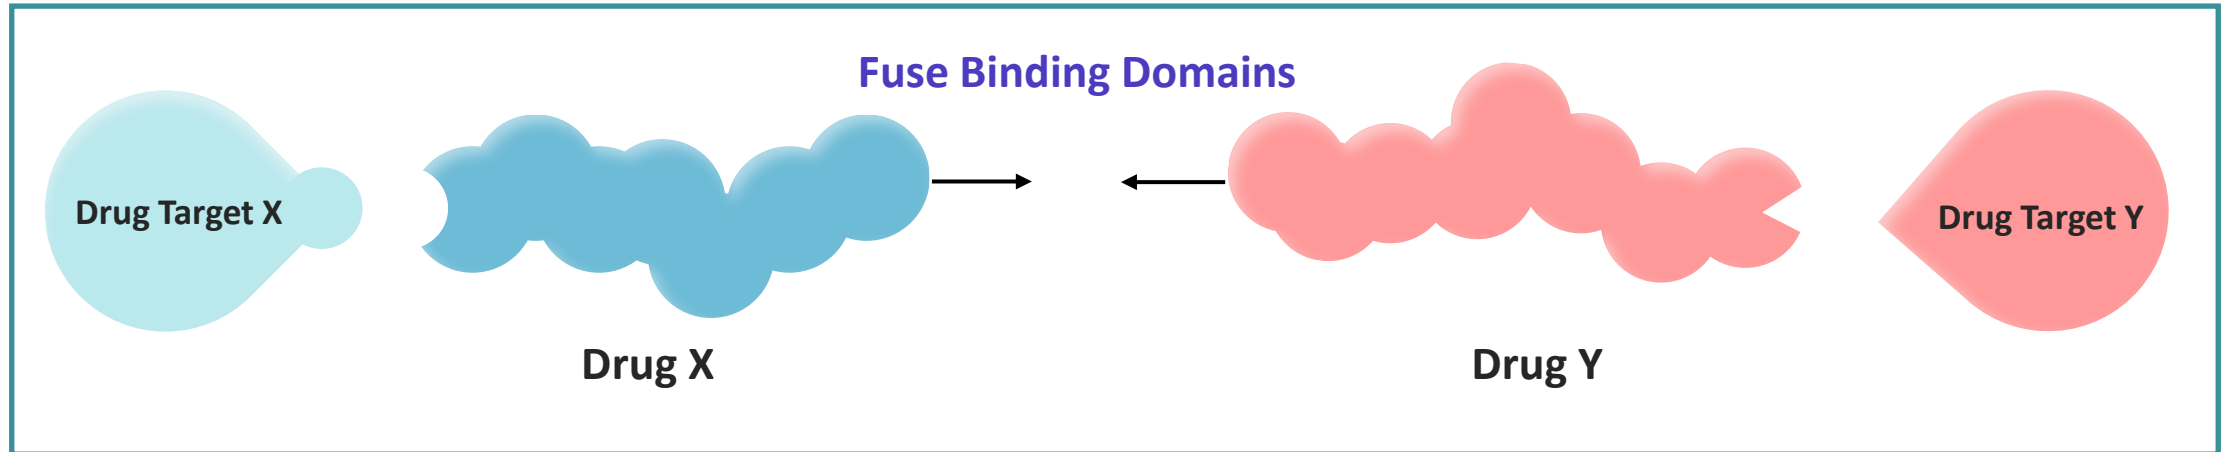 Fuse Binding Domains
Drug Target X
Drug Target Y
Drug X
Drug Y